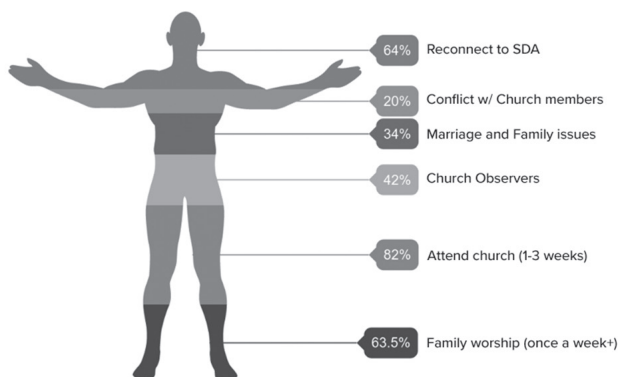 64% Reconnect to SDA
20% Conflict w/ Church members
34% Marriage and Family issues
42% Church Observers
82% Attend church (1-3 weeks)
63.5% Family worship (once a week+)